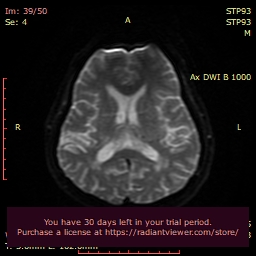 Im: 39/50
Se: 4
A
STP93
STP93
M
Ax DWI B 1000
R
L
You have 30 days left in your trial period.
Purchase a license at https://radiantviewer.com/store/